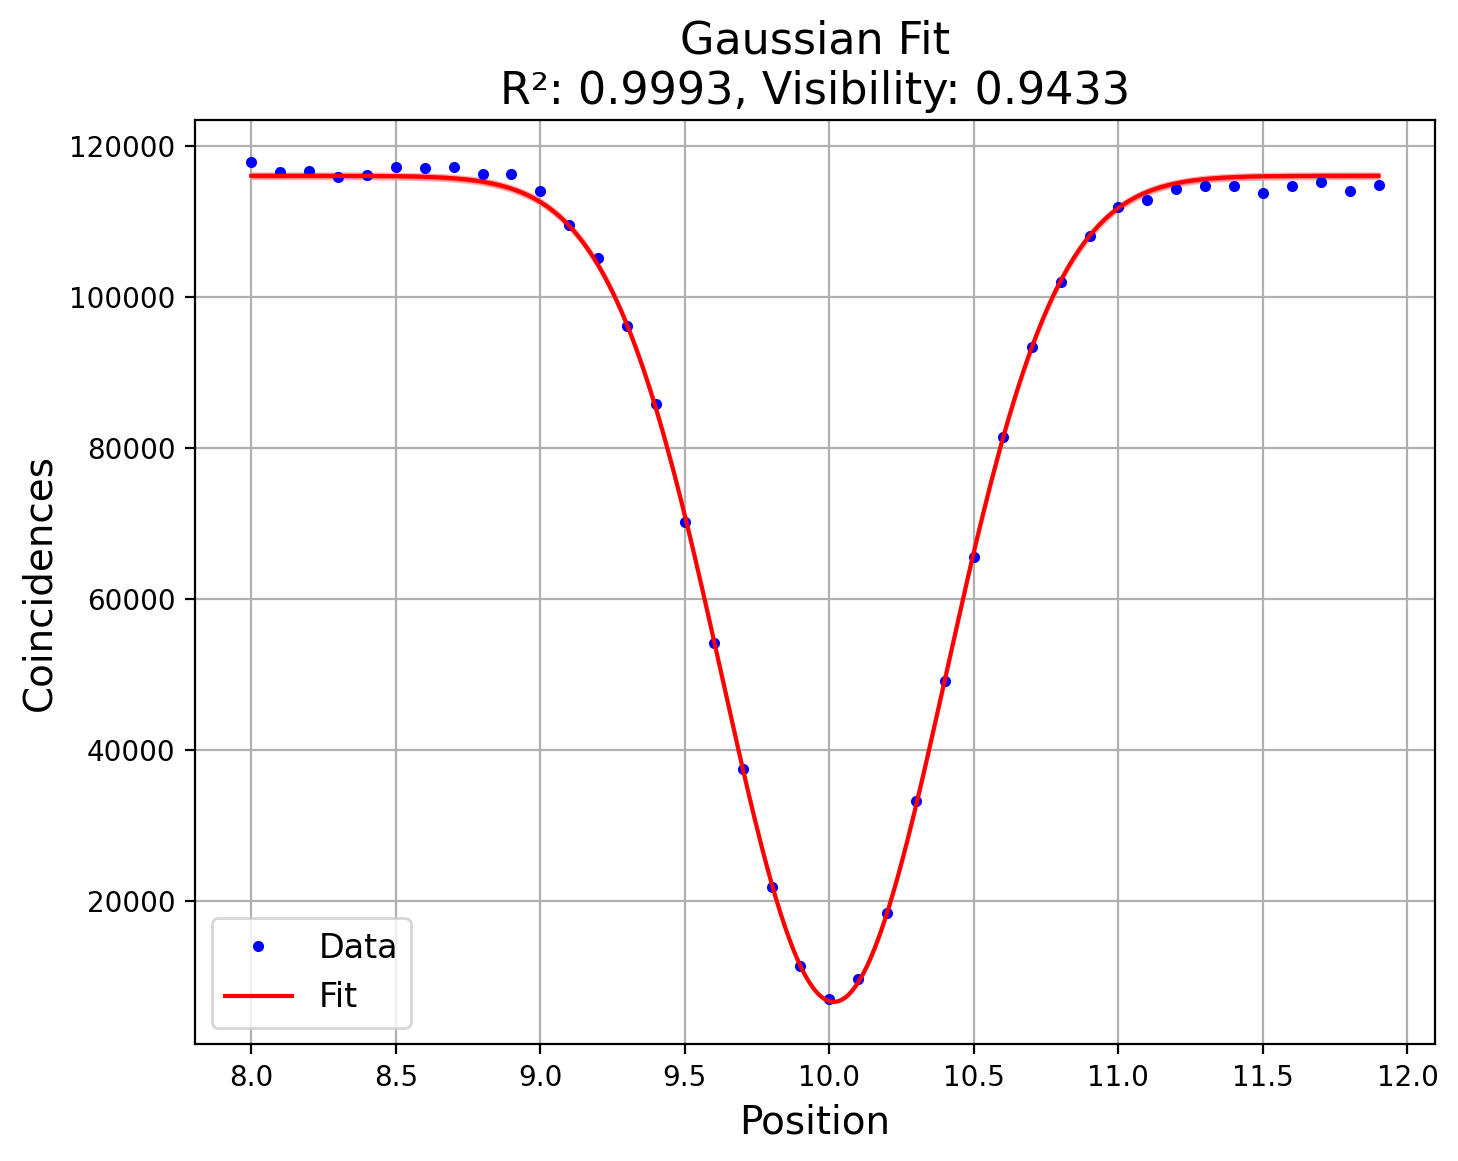 Gaussian Fit
R²: 0.9993, Visibility: 0.9433
120000
100000
80000
60000
40000
20000
Coincidences
Data
Fit
8.0 8.5 9.0 9.5 10.0 10.5 11.0 11.5 12.0
Position